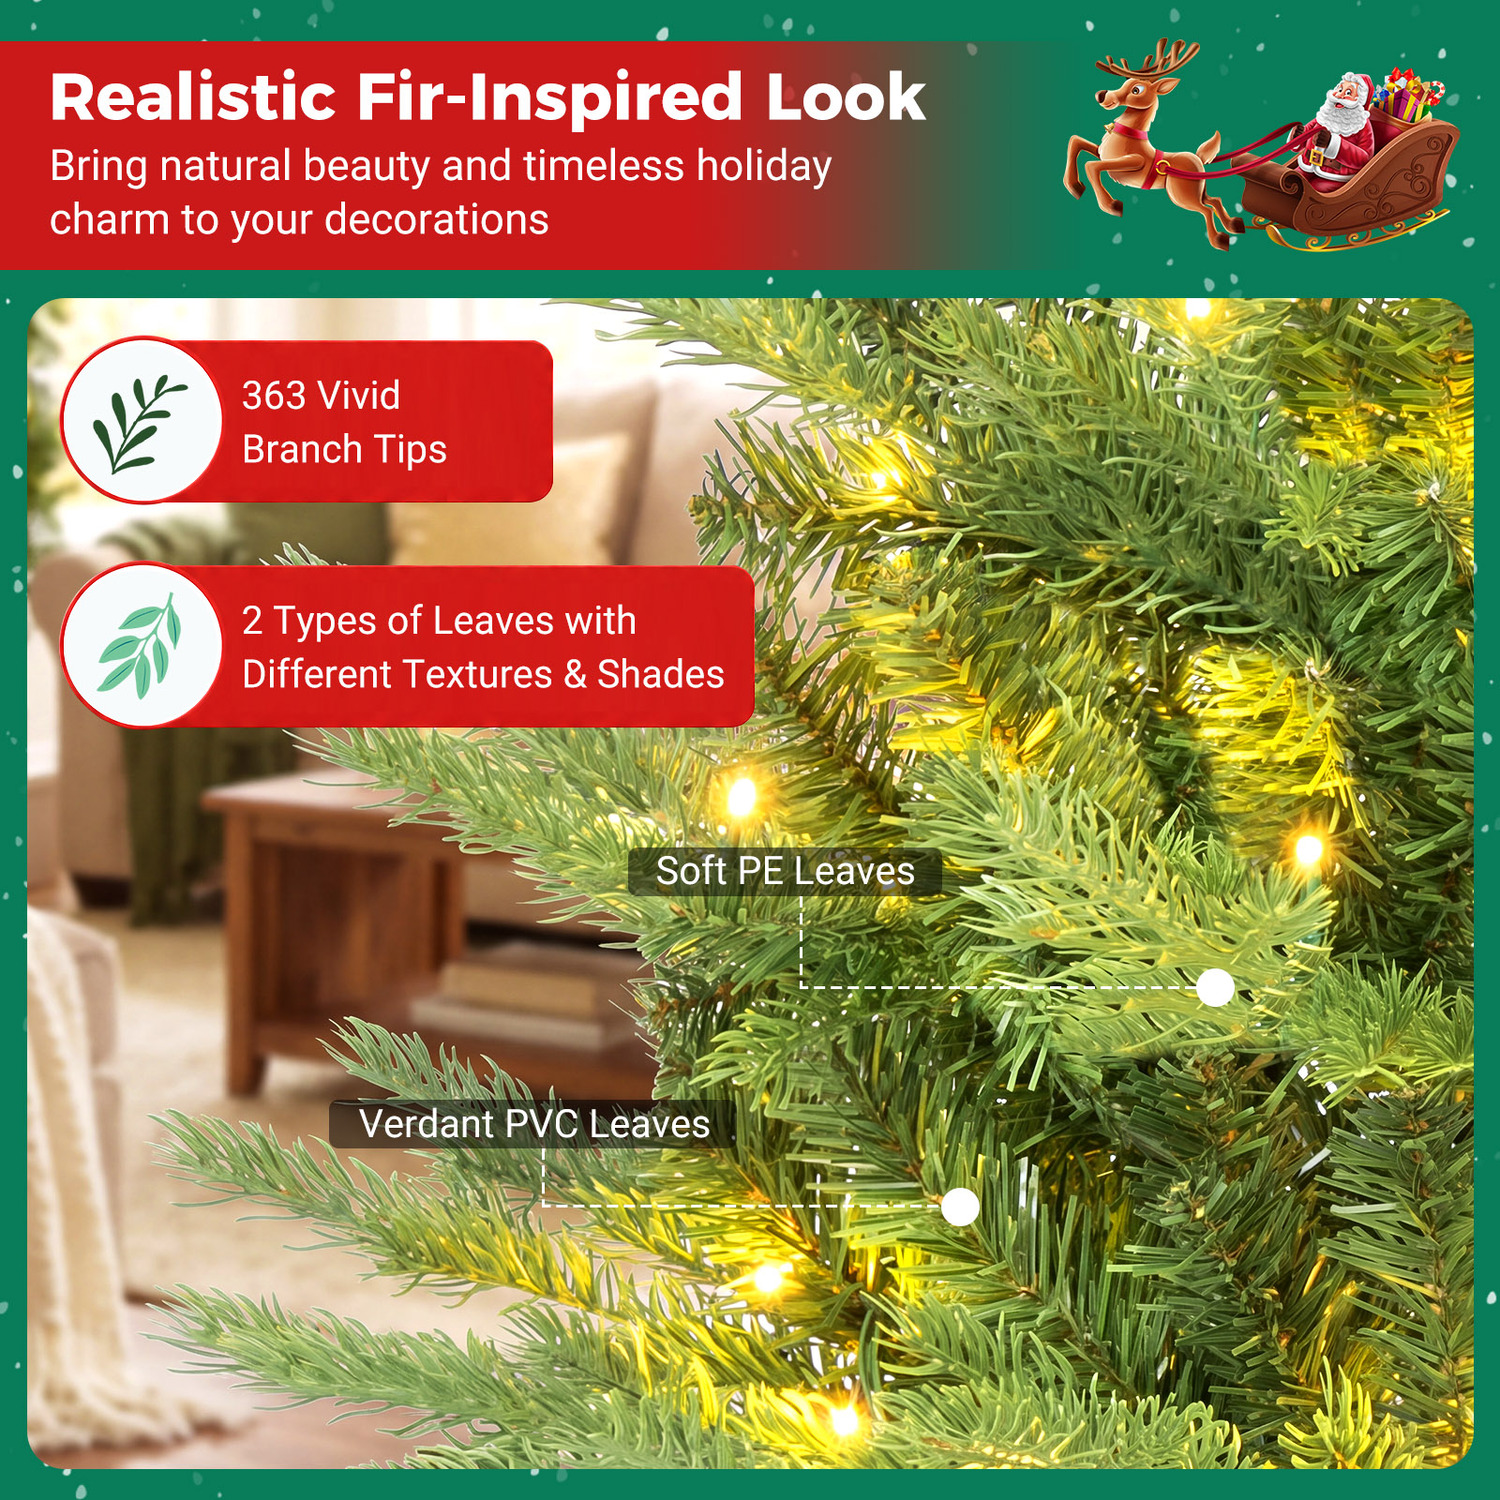 Realistic Fir-Inspired Look
Bring natural beauty and timeless holiday
charm to your decorations
363 Vivid
Branch Tips
2 Types of Leaves with
Different Textures & Shades
Soft PE Leaves
Verdant PVC Leaves